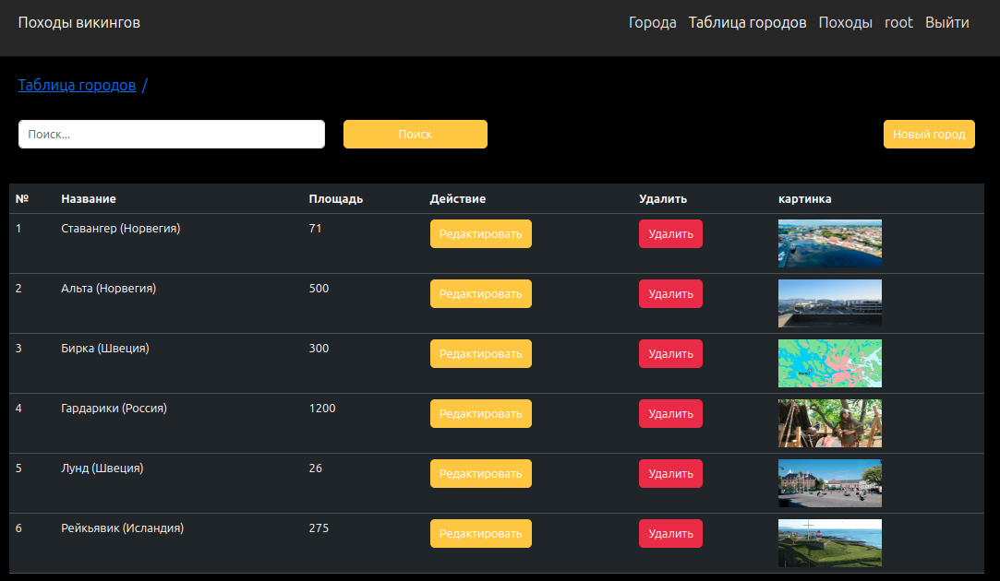 Походы викингов Города Таблица городов Походы root Выйти
Таблица городов /
Поиск... Поиск Новый город
№ Название Площадь Действие Удалить картинка
1 Ставангер (Норвегия) 71 Редактировать Удалить
2 Альта (Норвегия) 500 Редактировать Удалить
3 Бирка (Швеция) 300 Редактировать Удалить
4 Гардарики (Россия) 1200 Редактировать Удалить
5 Лунд (Швеция) 26 Редактировать Удалить
6 Рейкьявик (Исландия) 275 Редактировать Удалить